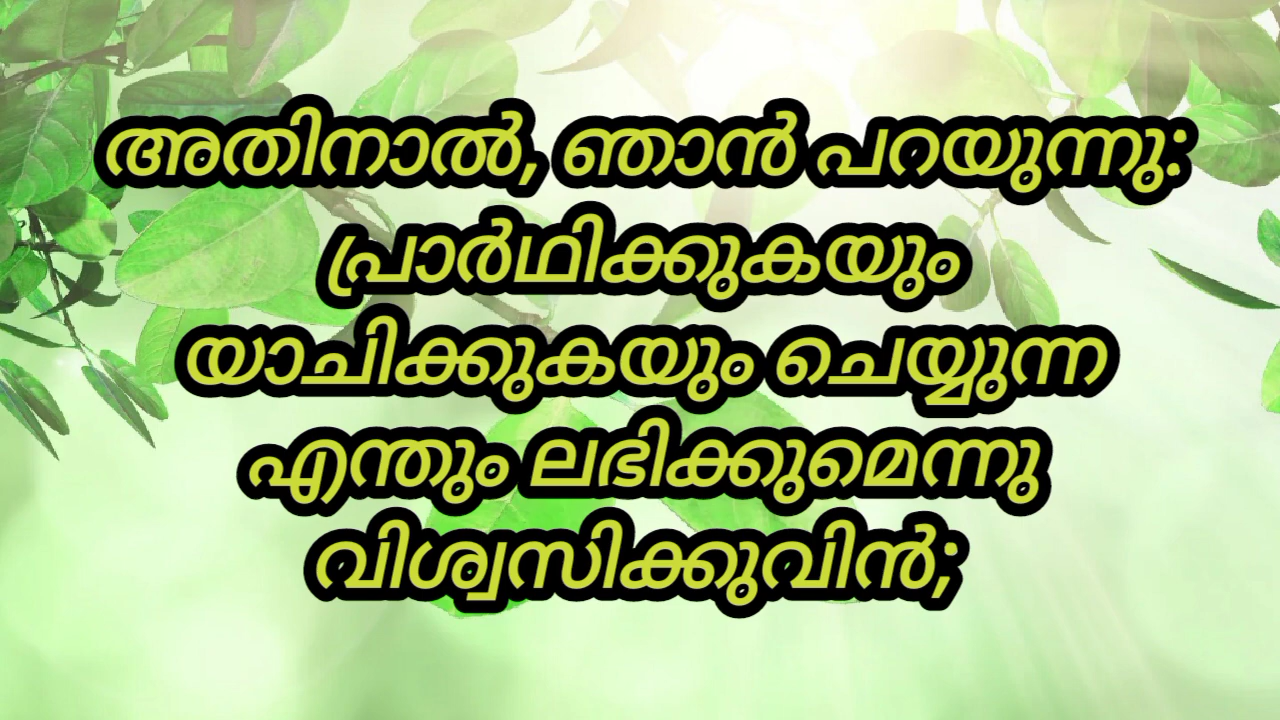 അതിനാൽ, ഞാൻ പറയുന്നു:
പ്രാർഥിക്കുകയും
യാചിക്കുകയും ചെയ്യുന്ന
എന്തും ലഭിക്കുമെന്നു
വിശ്വസിക്കുവിൻ;